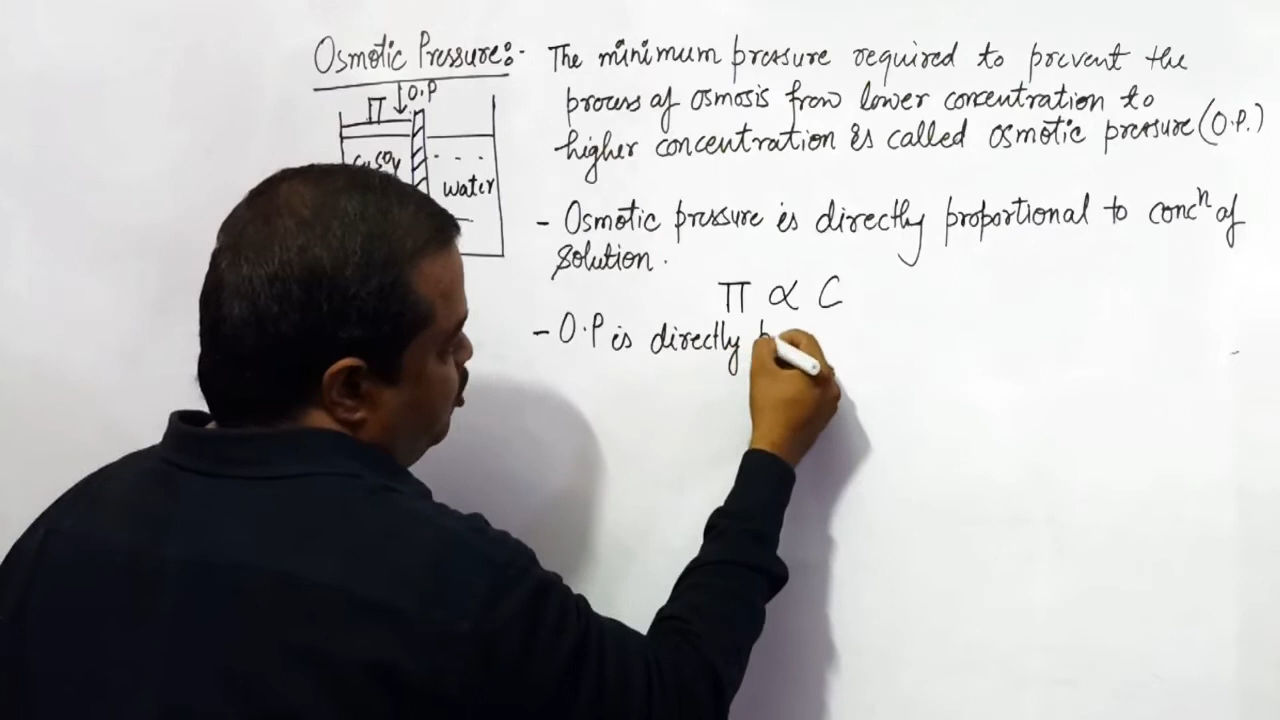 Osmotic Pressure:-
The minimum pressure required to prevent the
process of osmosis from lower concentration to
higher concentration is called osmotic pressure (O.P.)
O.P
π
CuSO4
water
- Osmotic pressure is directly proportional to concn of
solution.
π ∝ C
- O.P is directly